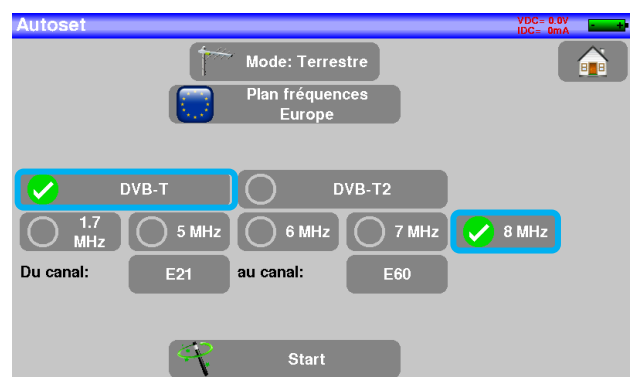 Autoset
VDC= 0.0V
IDC= 0mA
Mode: Terrestre
Plan fréquences
Europe
DVB-T
DVB-T2
1.7
MHz
5 MHz
6 MHz
7 MHz
8 MHz
Du canal:
E21
au canal:
E60
Start